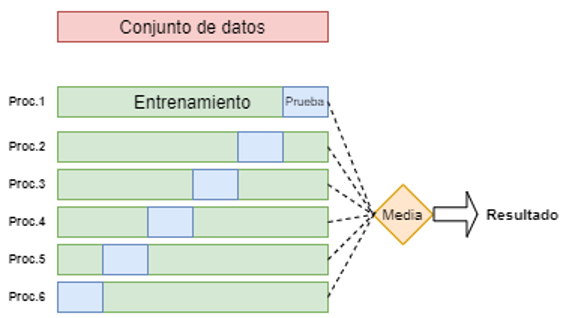 Conjunto de datos
Proc.1 Entrenamiento Prueba
Proc.2
Proc.3
Proc.4
Media Resultado
Proc.5
Proc.6